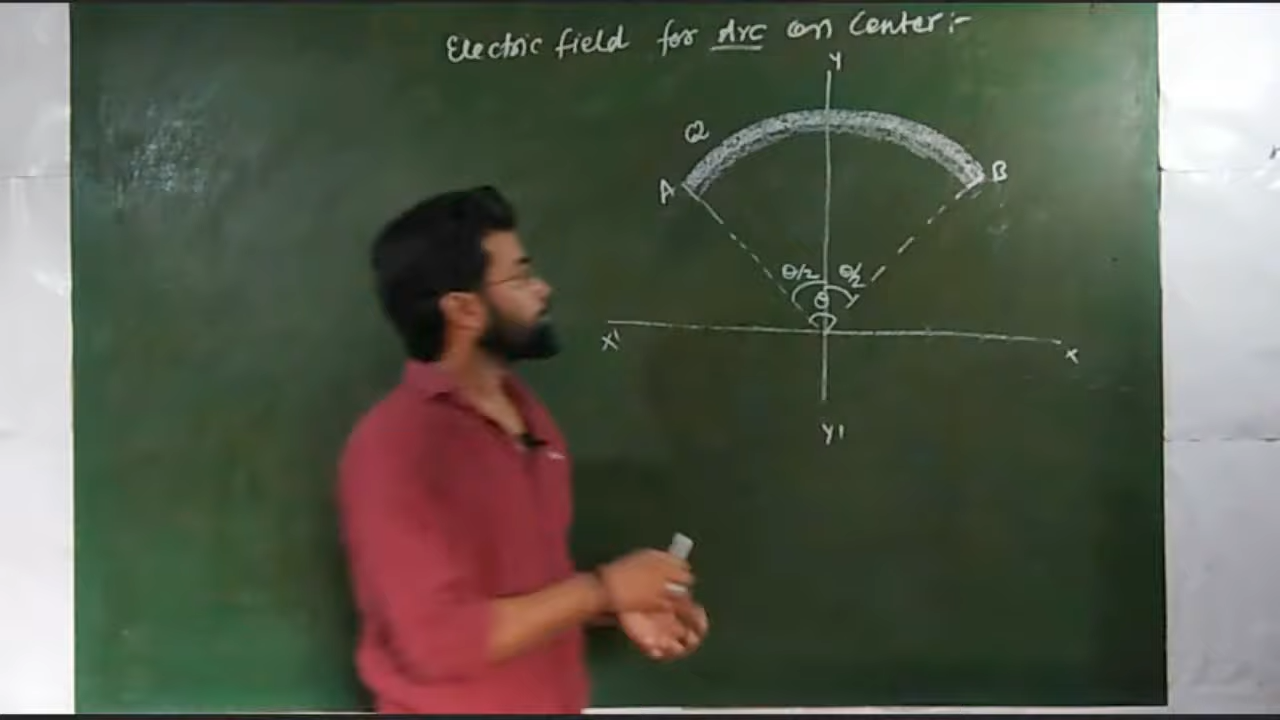 Electric field for Arc on Center :-
Y
Q
A
B
θ/2 θ/2
θ
X'
X
Y'